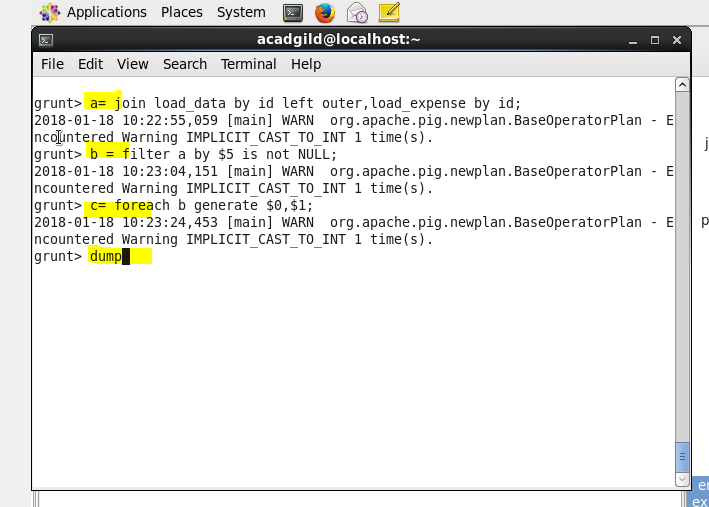 Applications Places System
acadgild@localhost:~
File Edit View Search Terminal Help
grunt> a= join load_data by id left outer,load_expense by id;
2018-01-18 10:22:55,059 [main] WARN  org.apache.pig.newplan.BaseOperatorPlan - E
ncountered Warning IMPLICIT_CAST_TO_INT 1 time(s).
grunt> b = filter a by $5 is not NULL;
2018-01-18 10:23:04,151 [main] WARN  org.apache.pig.newplan.BaseOperatorPlan - E
ncountered Warning IMPLICIT_CAST_TO_INT 1 time(s).
grunt> c= foreach b generate $0,$1;
2018-01-18 10:23:24,453 [main] WARN  org.apache.pig.newplan.BaseOperatorPlan - E
ncountered Warning IMPLICIT_CAST_TO_INT 1 time(s).
grunt> dump